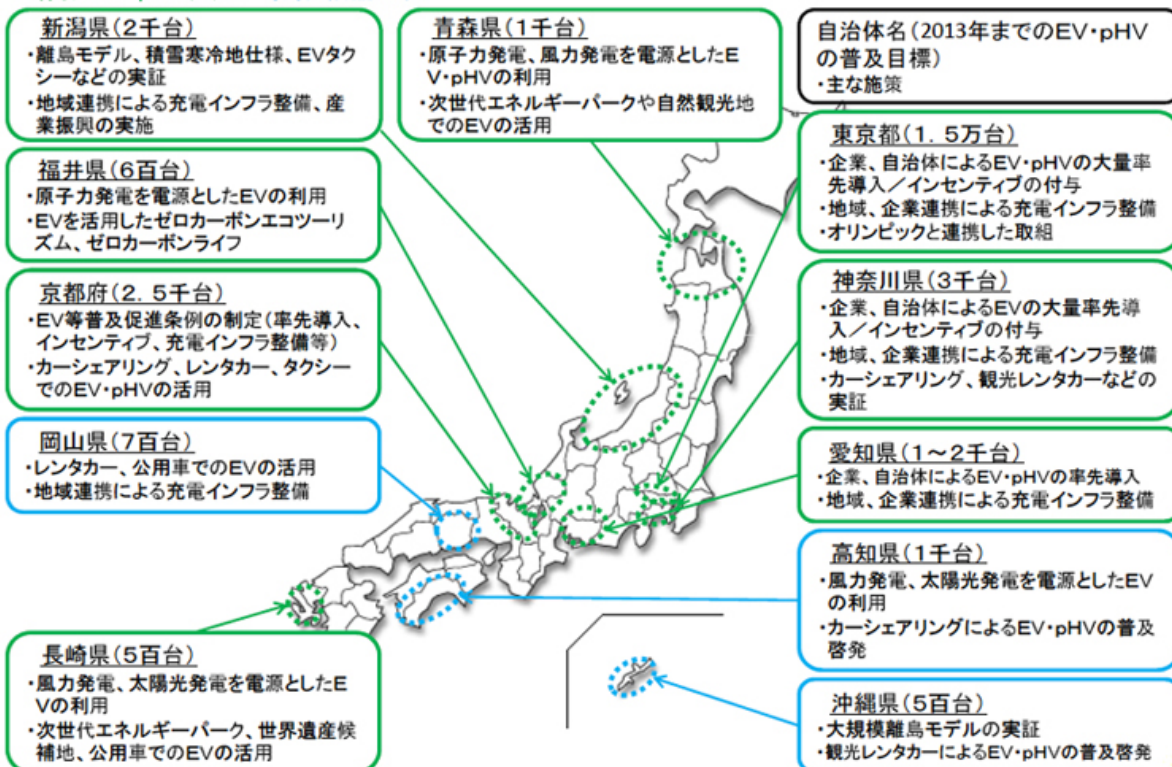 新潟県(2千台)
・離島モデル、積雪寒冷地仕様、EVタク
シーなどの実証
・地域連携による充電インフラ整備、産
業振興の実施
青森県(1千台)
・原子力発電、風力発電を電源としたE
V・pHVの利用
・次世代エネルギーパークや自然観光地
でのEVの活用
自治体名(2013年までのEV・pHV
の普及目標)
・主な施策
福井県(6百台)
・原子力発電を電源としたEVの利用
・EVを活用したゼロカーボンエコツーリ
ズム、ゼロカーボンライフ
東京都(1.5万台)
・企業、自治体によるEV・pHVの大量率
先導入/インセンティブの付与
・地域、企業連携による充電インフラ整備
・オリンピックと連携した取組
京都府(2.5千台)
・EV等普及促進条例の制定(率先導入、
インセンティブ、充電インフラ整備等)
・カーシェアリング、レンタカー、タクシー
でのEV・pHVの活用
神奈川県(3千台)
・企業、自治体によるEVの大量率先導
入/インセンティブの付与
・地域、企業連携による充電インフラ整備
・カーシェアリング、観光レンタカーなどの
実証
岡山県(7百台)
・レンタカー、公用車でのEVの活用
・地域連携による充電インフラ整備
愛知県(1~2千台)
・企業、自治体によるEV・pHVの率先導入
・地域、企業連携による充電インフラ整備
高知県(1千台)
・風力発電、太陽光発電を電源としたEV
の利用
・カーシェアリングによるEV・pHVの普及
啓発
長崎県(5百台)
・風力発電、太陽光発電を電源としたE
Vの利用
・次世代エネルギーパーク、世界遺産候
補地、公用車でのEVの活用
沖縄県(5百台)
・大規模離島モデルの実証
・観光レンタカーによるEV・pHVの普及啓発